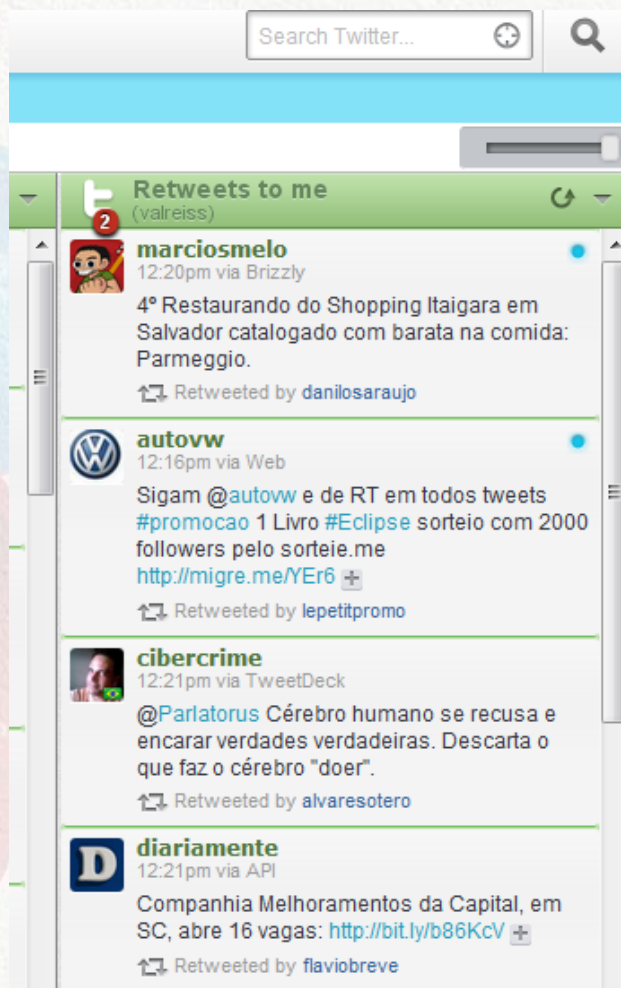 Search Twitter...
Retweets to me
(valreiss)
2
marciosmelo
12:20pm via Brizzly
4º Restaurando do Shopping Itaigara em
Salvador catalogado com barata na comida:
Parmeggio.
Retweeted by danilosaraujo
autovw
12:16pm via Web
Sigam @autovw e de RT em todos tweets
#promocao 1 Livro #Eclipse sorteio com 2000
followers pelo sorteie.me
http://migre.me/YEr6
Retweeted by lepetitpromo
cibercrime
12:21pm via TweetDeck
@Parlatorus Cérebro humano se recusa e
encarar verdades verdadeiras. Descarta o
que faz o cérebro "doer".
Retweeted by alvaresotero
D
diariamente
12:21pm via API
Companhia Melhoramentos da Capital, em
SC, abre 16 vagas: http://bit.ly/b86KcV
Retweeted by flaviobreve